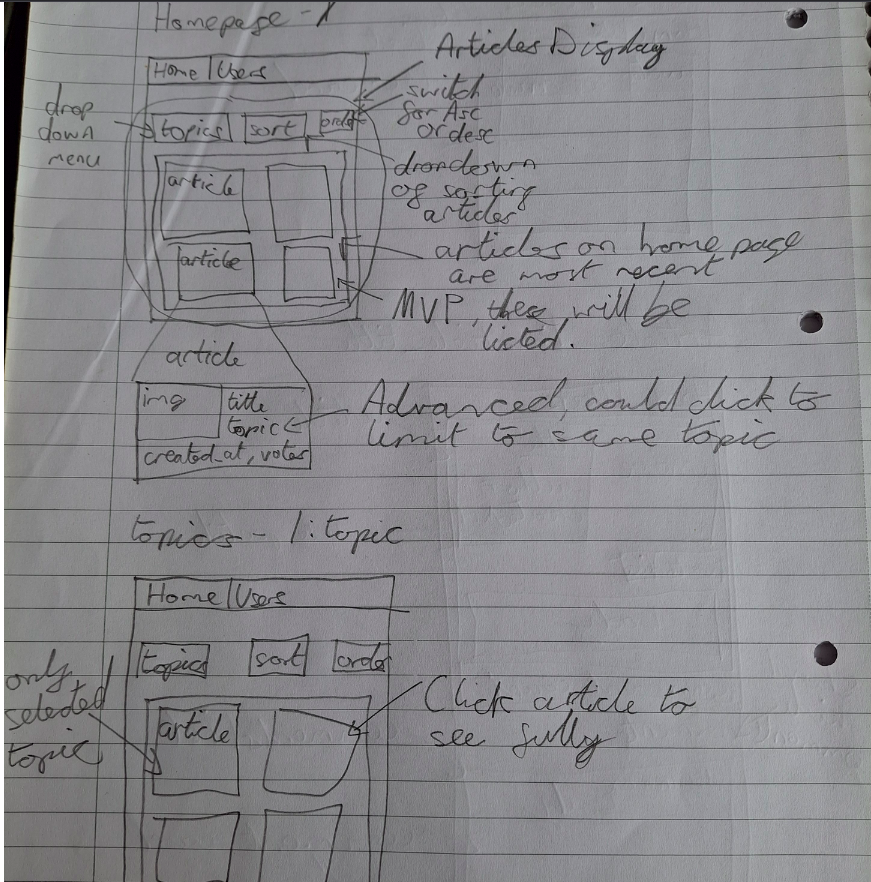 Homepage - /
Articles Display
Home | Users
switch
for Asc
or desc
drop
down
menu
topics
sort
order
dropdown
of sorting
articles
article
articles on home page
are most recent
article
MVP, these will be
listed.
article
img
title
topic
created_at, votes
Advanced, could click to
limit to same topic
topics - /:topic
Home | Users
topics
sort
order
only
selected
topic
article
Click article to
see fully